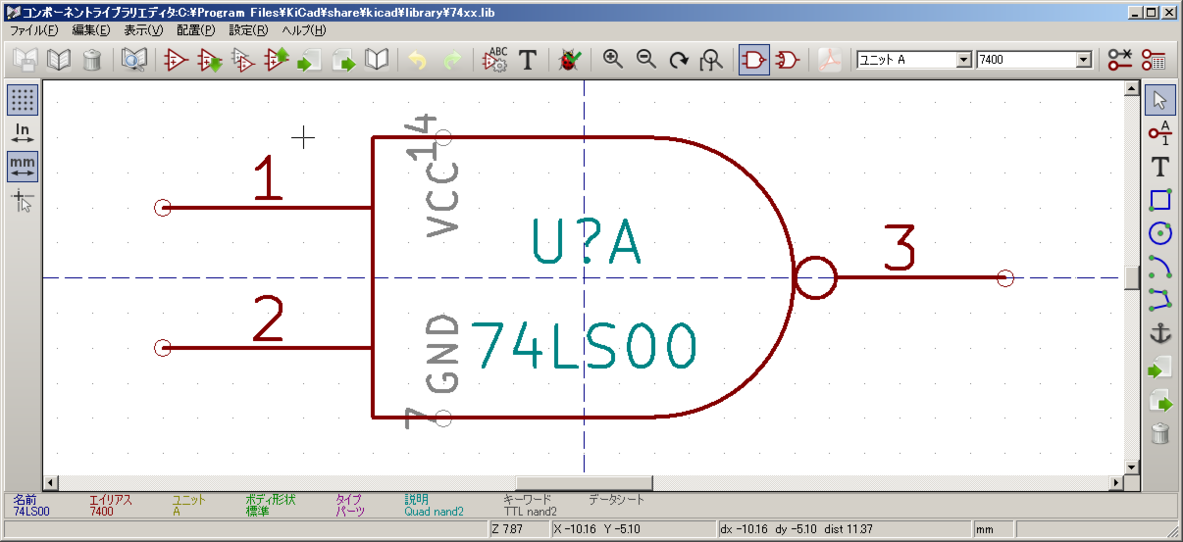 コンポーネントライブラリエディタ:C:¥Program Files¥KiCad¥share¥kicad¥library¥74xx.lib
ファイル(F) 編集(E) 表示(V) 配置(P) 設定(R) ヘルプ(H)
ABC T ユニット A 7400
In
mm
A
1
T
14
VCC
1
U?A
3
2
GND
74LS00
7
名前 エイリアス ユニット ボディ形状 タイプ 説明 キーワード データシート
74LS00 7400 A 標準 パーツ Quad nand2 TTL nand2
Z 7.87 X -10.16 Y -5.10 dx -10.16 dy -5.10 dist 11.37 mm